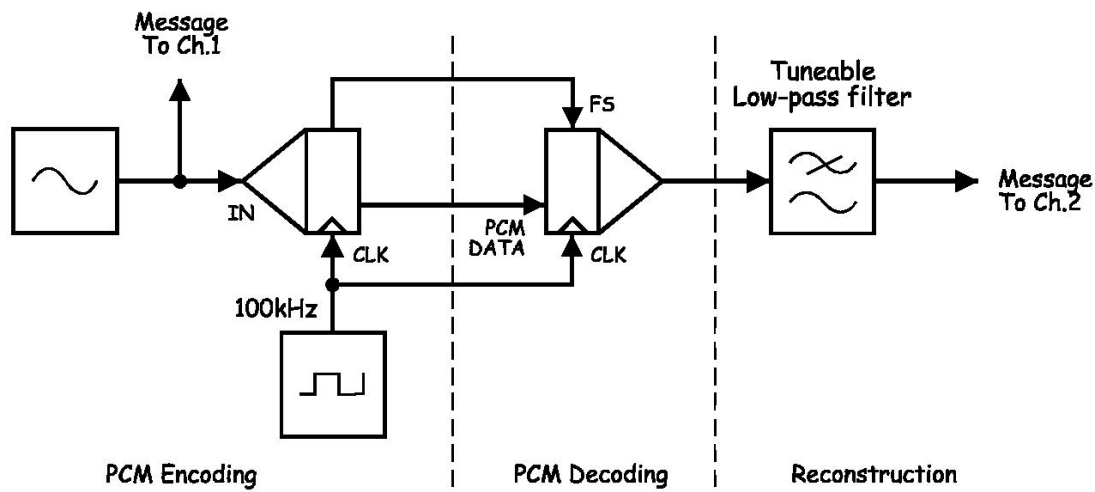 Message
To Ch.1
Tuneable
Low-pass filter
FS
IN
CLK
PCM
DATA
CLK
Message
To Ch.2
100kHz
PCM Encoding
PCM Decoding
Reconstruction